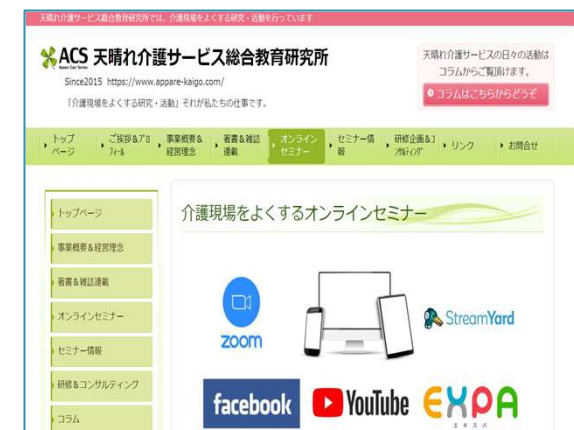 天晴れ介護サービス総合教育研究所では、介護現場をよくする研究・活動を行っています
ACS 天晴れ介護サービス総合教育研究所
Since2015 https://www.appare-kaigo.com/
「介護現場をよくする研究・活動」それが私たちの仕事です。
天晴れ介護サービスの日々の活動は
コラムからご覧頂けます。
コラムはこちらからどうぞ
トップ
ページ
ご挨拶&プロ
フィール
事業概要&
経営理念
著書&雑誌
連載
オンライン
セミナー
セミナー情
報
研修企画&コ
ンサルティング
リンク
お問合せ
トップページ
事業概要&経営理念
著書&雑誌連載
オンラインセミナー
セミナー情報
研修&コンサルティング
コラム
介護現場をよくするオンラインセミナー
zoom
StreamYard
facebook
YouTube
EXPA
エキスパ